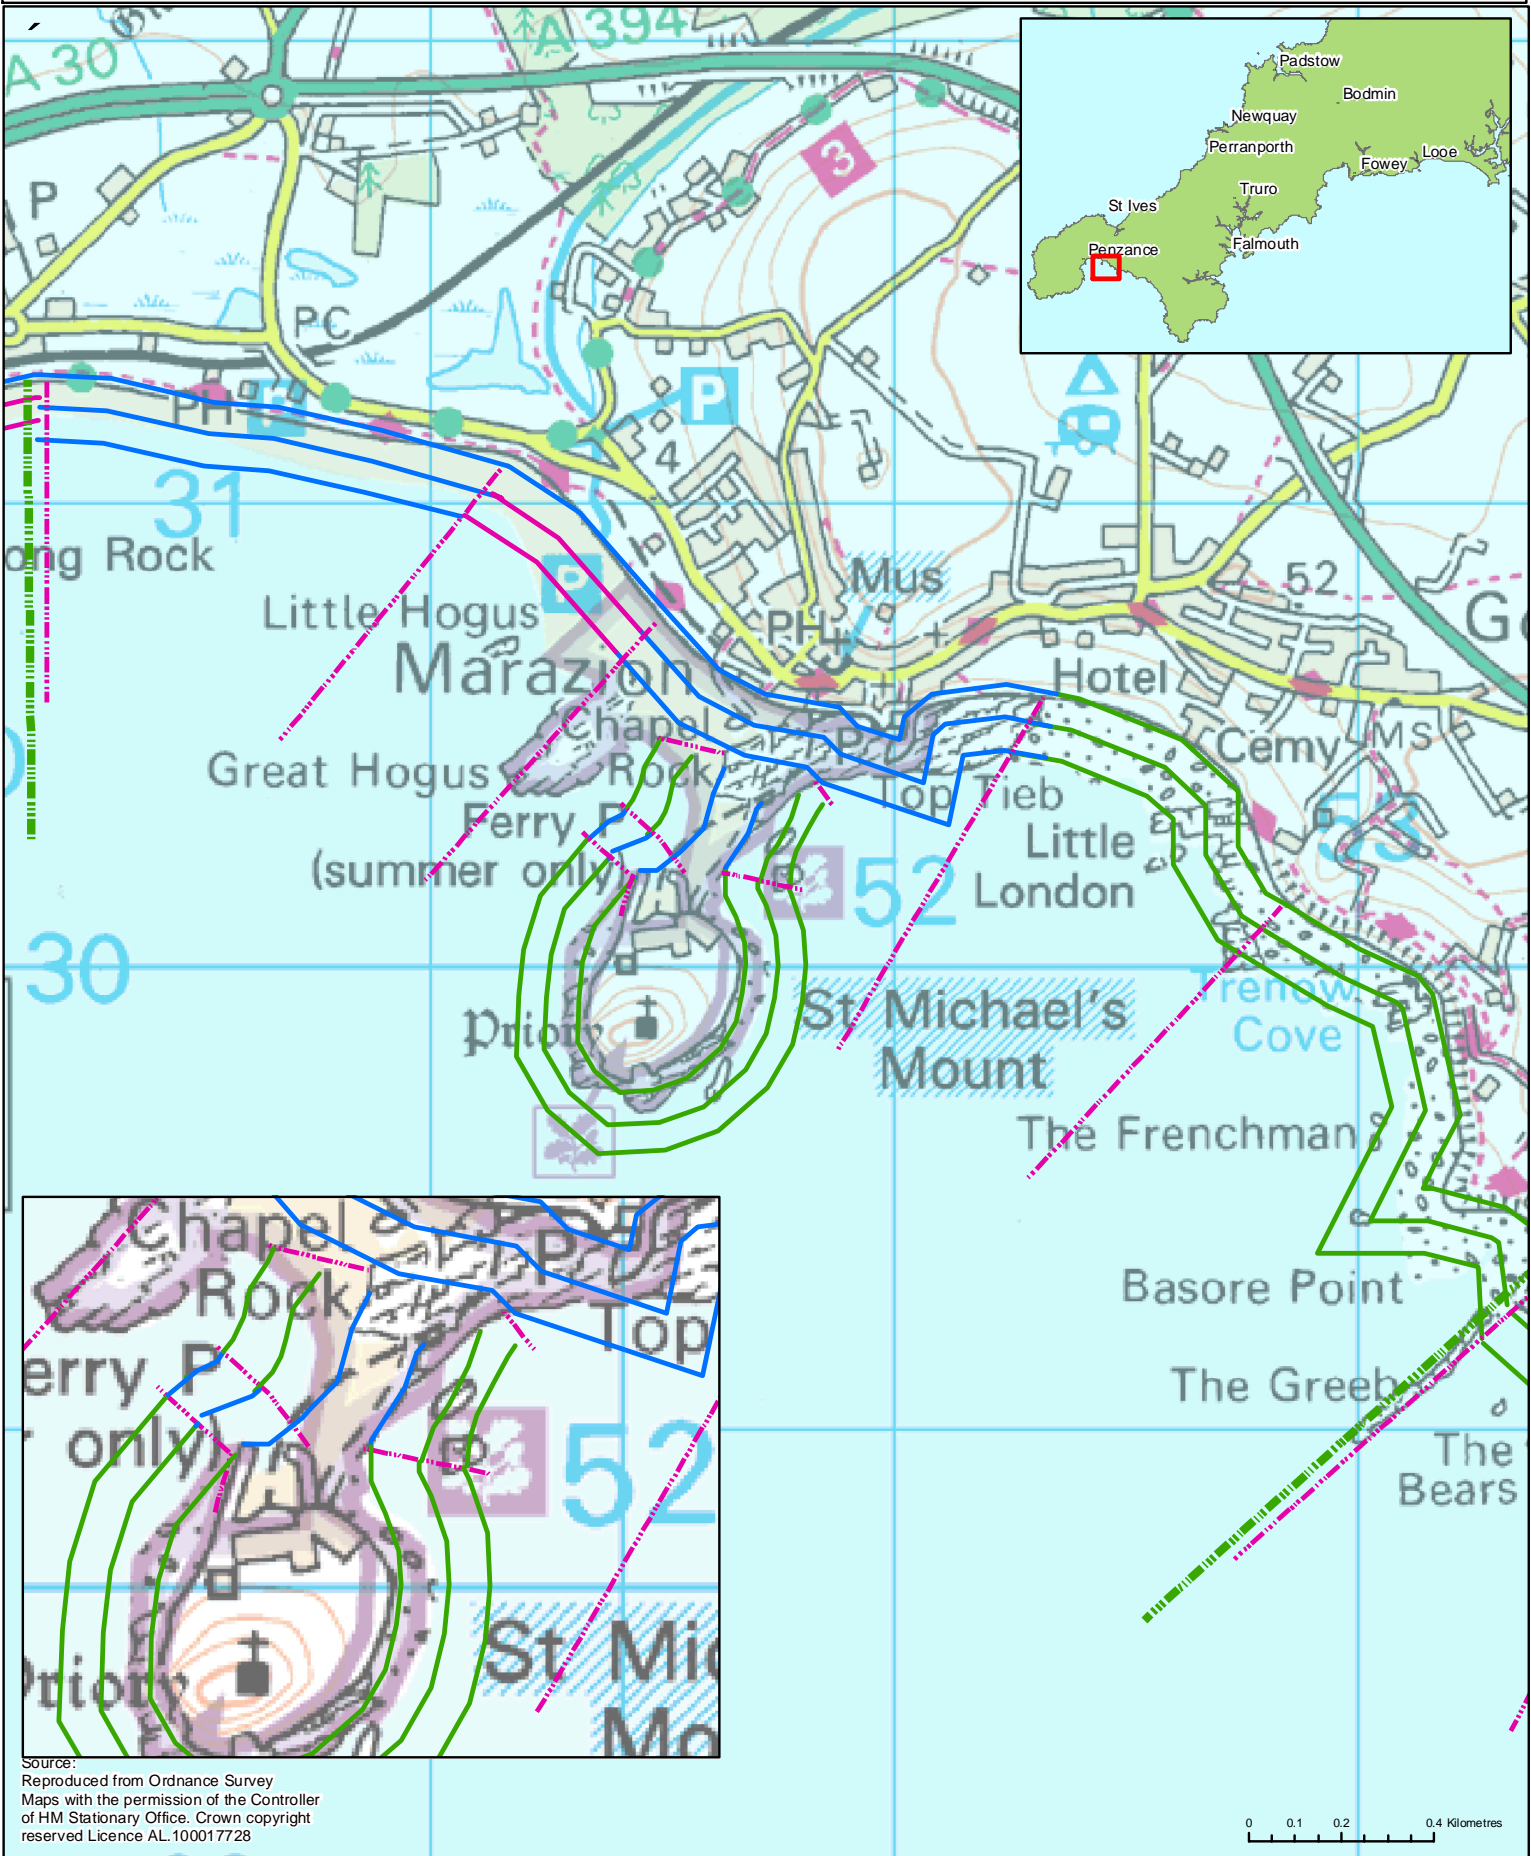 A 30
A 394
3
Padstow
Bodmin
Newquay
Perranporth
Looe
Fowey
Truro
St Ives
Falmouth
Penzance
P
PC
PH
P
4
31
ong Rock
P
Mus
52
Little Hogus
PH
Marazion
Hotel
Chapel
Rock
P
Cemy
MS
Great Hogus
Top Tieb
Ferry P
(summer only)
Little
London
53
52
30
St Michael's
Mount
Trenow
Cove
Priory
The Frenchman
Basore Point
The Greeb
The
Bears
Chapel
Rock
P
Top
erry P
only)
52
St Mic
Mo
riory
Source:
Reproduced from Ordnance Survey
Maps with the permission of the Controller
of HM Stationary Office. Crown copyright
reserved Licence AL.100017728
0 0.1 0.2 0.4 Kilometres